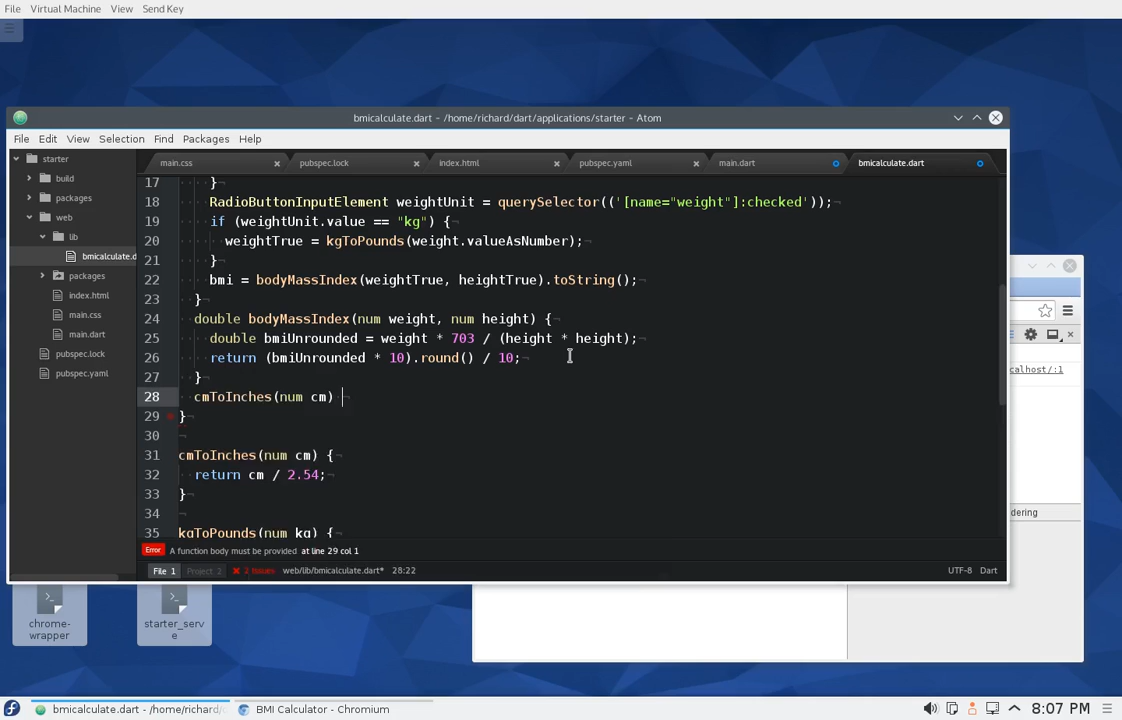 File Virtual Machine View Send Key
bmicalculate.dart - /home/richard/dart/applications/starter - Atom
File Edit View Selection Find Packages Help
starter
build
packages
web
lib
bmicalculate.d
packages
index.html
main.css
main.dart
pubspec.lock
pubspec.yaml
main.css pubspec.lock index.html pubspec.yaml main.dart bmicalculate.dart
17 }
18 RadioButtonInputElement weightUnit = querySelector(('[name="weight"]:checked'));
19 if (weightUnit.value == "kg") {
20 weightTrue = kgToPounds(weight.valueAsNumber);
21 }
22 bmi = bodyMassIndex(weightTrue, heightTrue).toString();
23 }
24 double bodyMassIndex(num weight, num height) {
25 double bmiUnrounded = weight * 703 / (height * height);
26 return (bmiUnrounded * 10).round() / 10;
27 }
28 cmToInches(num cm)
29 }
30
31 cmToInches(num cm) {
32 return cm / 2.54;
33 }
34
35 kgToPounds(num kg) {
Error A function body must be provided at line 29 col 1
File 1 Project 2 2 Issues web/lib/bmicalculate.dart* 28:22 UTF-8 Dart
ocalhost/:1
dering
chrome-wrapper
starter_serve
bmicalculate.dart - /home/richard/
BMI Calculator - Chromium
8:07 PM